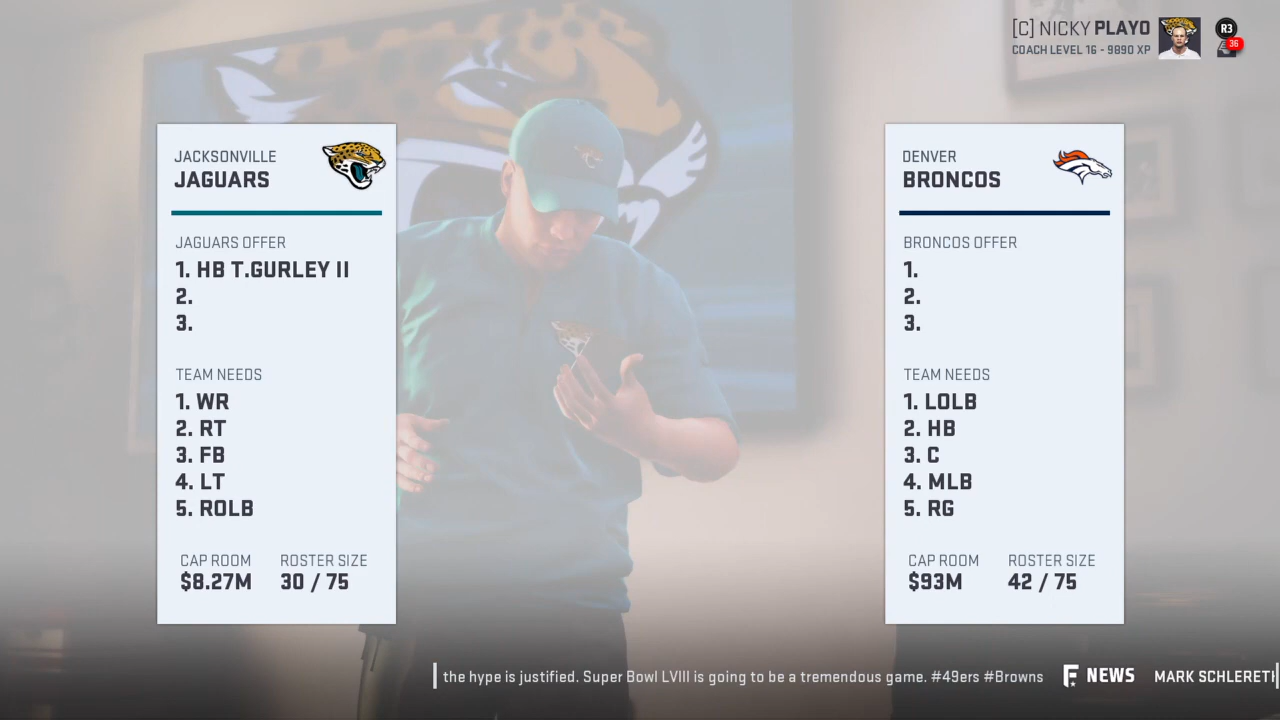 [C] NICKY PLAYO
COACH LEVEL 16 - 9890 XP
R3
36
JACKSONVILLE
JAGUARS
JAGUARS OFFER
1. HB T.GURLEY II
2.
3.
TEAM NEEDS
1. WR
2. RT
3. FB
4. LT
5. ROLB
CAP ROOM ROSTER SIZE
$8.27M 30 / 75
DENVER
BRONCOS
BRONCOS OFFER
1.
2.
3.
TEAM NEEDS
1. LOLB
2. HB
3. C
4. MLB
5. RG
CAP ROOM ROSTER SIZE
$93M 42 / 75
the hype is justified. Super Bowl LVIII is going to be a tremendous game. #49ers #Browns F NEWS MARK SCHLERETH